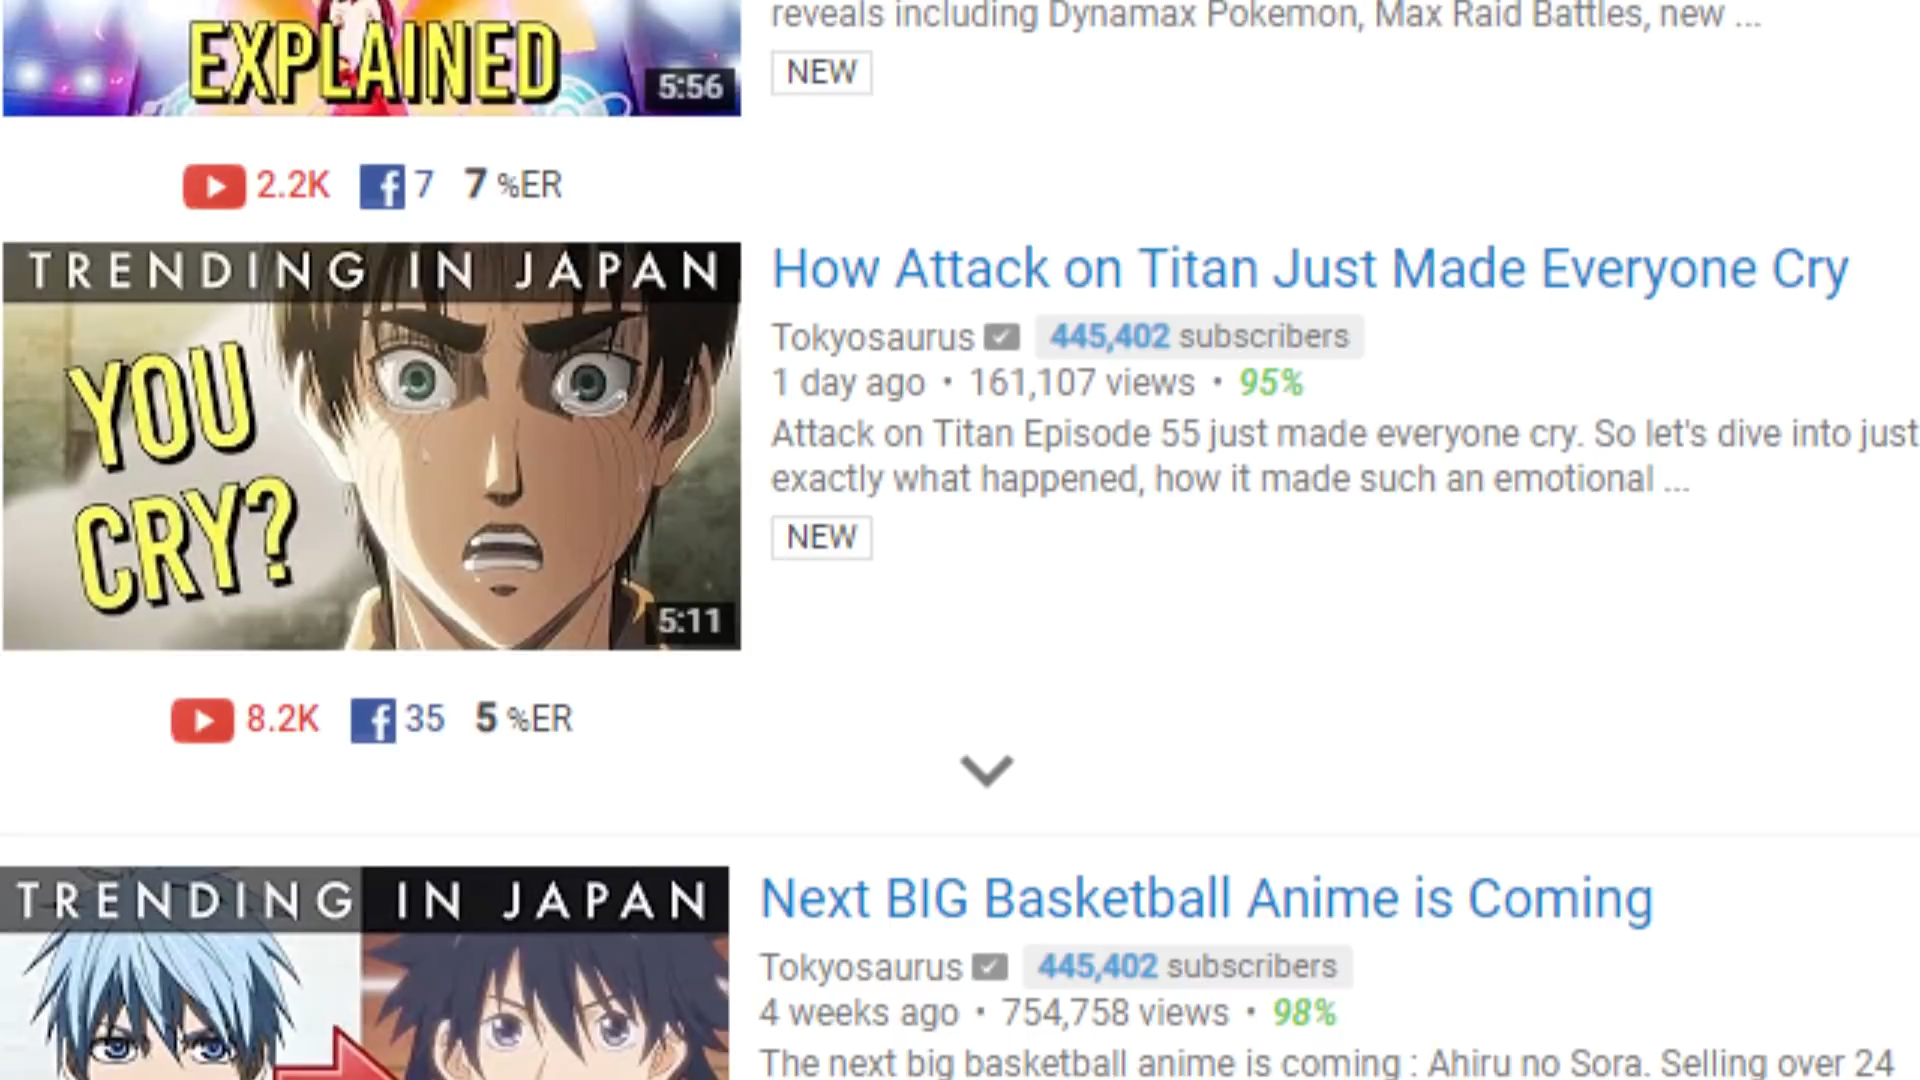 reveals including Dynamax Pokemon, Max Raid Battles, new ...
EXPLAINED
5:56
NEW
2.2K f 7 7 %ER
TRENDING IN JAPAN
YOU
CRY?
5:11
How Attack on Titan Just Made Everyone Cry
Tokyosaurus 445,402 subscribers
1 day ago • 161,107 views • 95%
Attack on Titan Episode 55 just made everyone cry. So let's dive into just
exactly what happened, how it made such an emotional ...
NEW
8.2K f 35 5 %ER
TRENDING IN JAPAN
Next BIG Basketball Anime is Coming
Tokyosaurus 445,402 subscribers
4 weeks ago • 754,758 views • 98%
The next big basketball anime is coming : Ahiru no Sora. Selling over 24